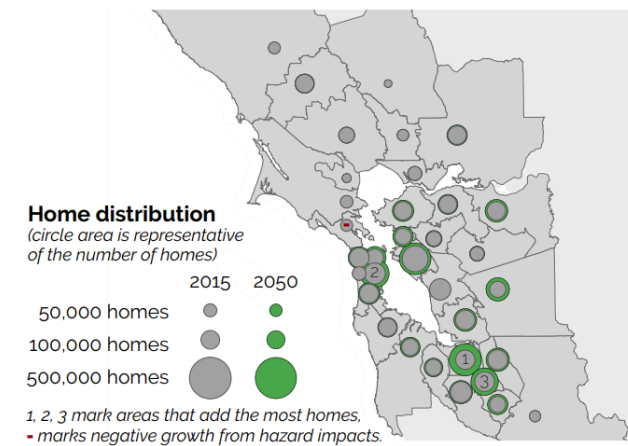 2
Home distribution
(circle area is representative
of the number of homes)
2015 2050
50,000 homes
100,000 homes
500,000 homes
1
3
1, 2, 3 mark areas that add the most homes,
- marks negative growth from hazard impacts.